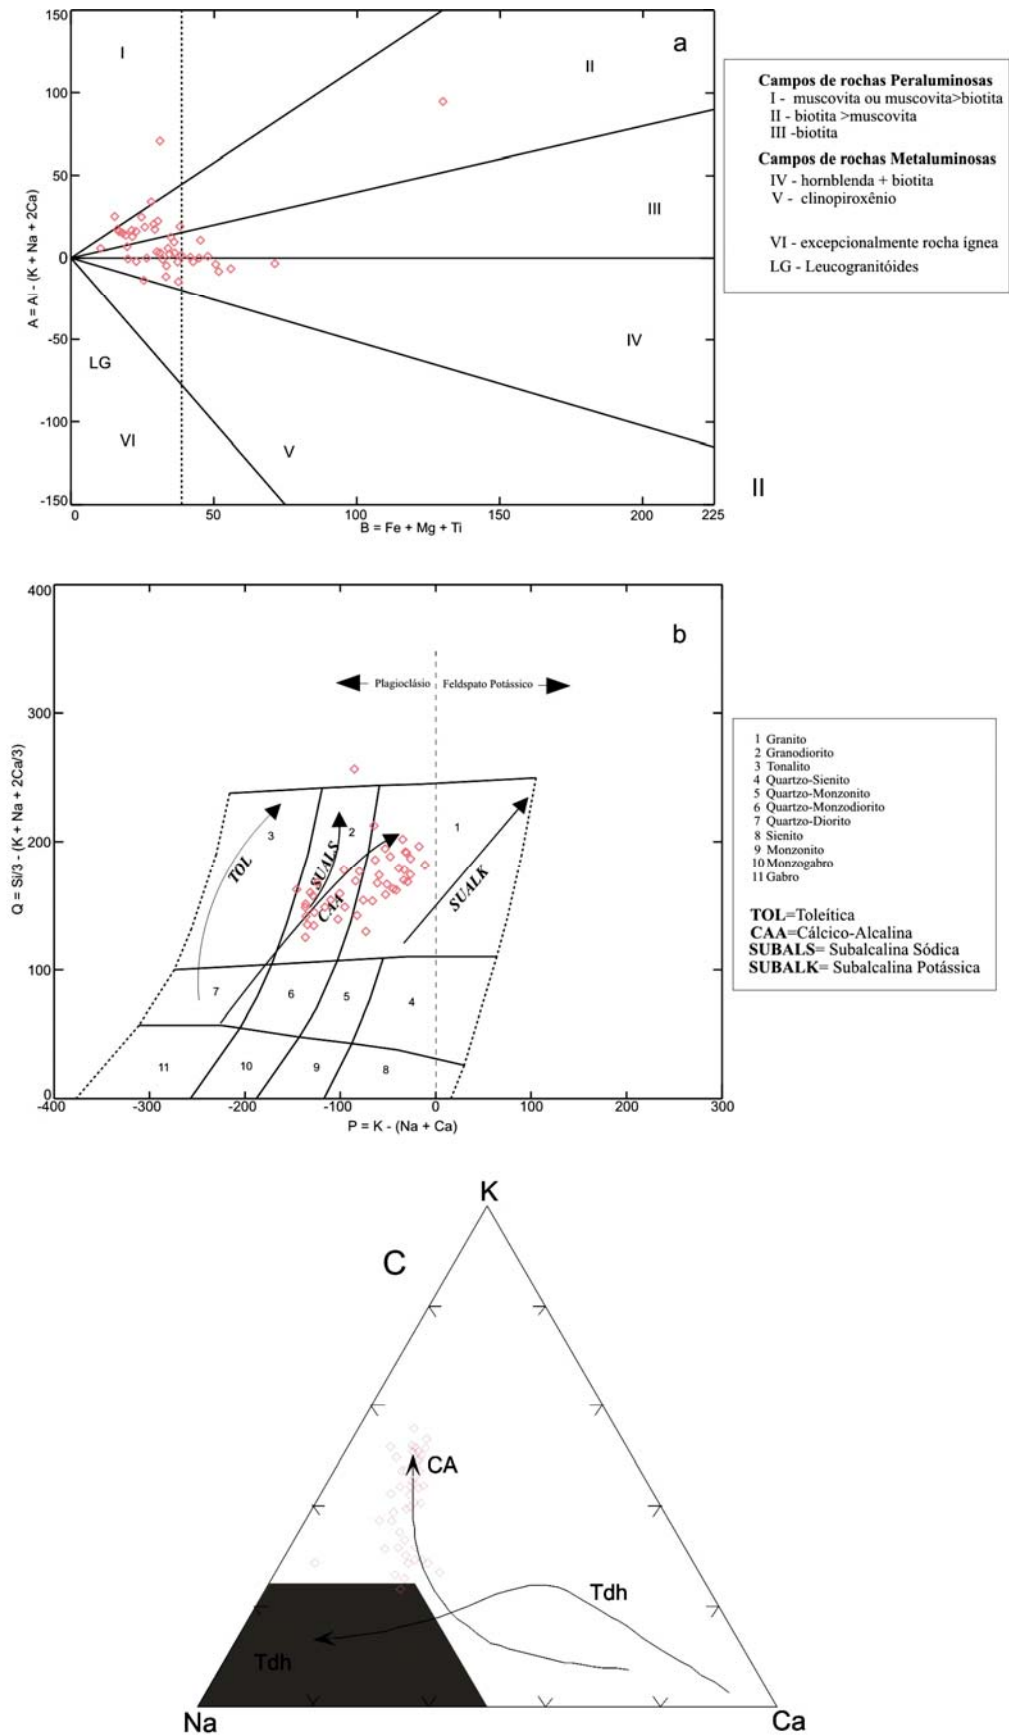 150
100
50
0
-50
-100
-150
A = Al - (K + Na + 2Ca)
I
II
III
IV
V
VI
LG
a
0
50
100
150
200
225
B = Fe + Mg + Ti
Campos de rochas Peraluminosas
I - muscovita ou muscovita>biotita
II - biotita >muscovita
III -biotita
Campos de rochas Metaluminosas
IV - hornblenda + biotita
V - clinopiroxênio
VI - excepcionalmente rocha ígnea
LG - Leucogranitóides
II
400
300
200
100
0
Q = Si/3 - (K + Na + 2Ca/3)
b
Plagioclásio
Feldspato Potássico
3
2
1
TOL
SUALS
CAA
SUALK
7
6
5
4
11
10
9
8
-400
-300
-200
-100
0
100
200
300
P = K - (Na + Ca)
1 Granito
2 Granodiorito
3 Tonalito
4 Quartzo-Sienito
5 Quartzo-Monzonito
6 Quartzo-Monzodiorito
7 Quartzo-Diorito
8 Sienito
9 Monzonito
10 Monzogabro
11 Gabro
TOL=Toleítica
CAA=Cálcico-Alcalina
SUBALS= Subalcalina Sódica
SUBALK= Subalcalina Potássica
K
C
CA
Tdh
Tdh
Na
Ca